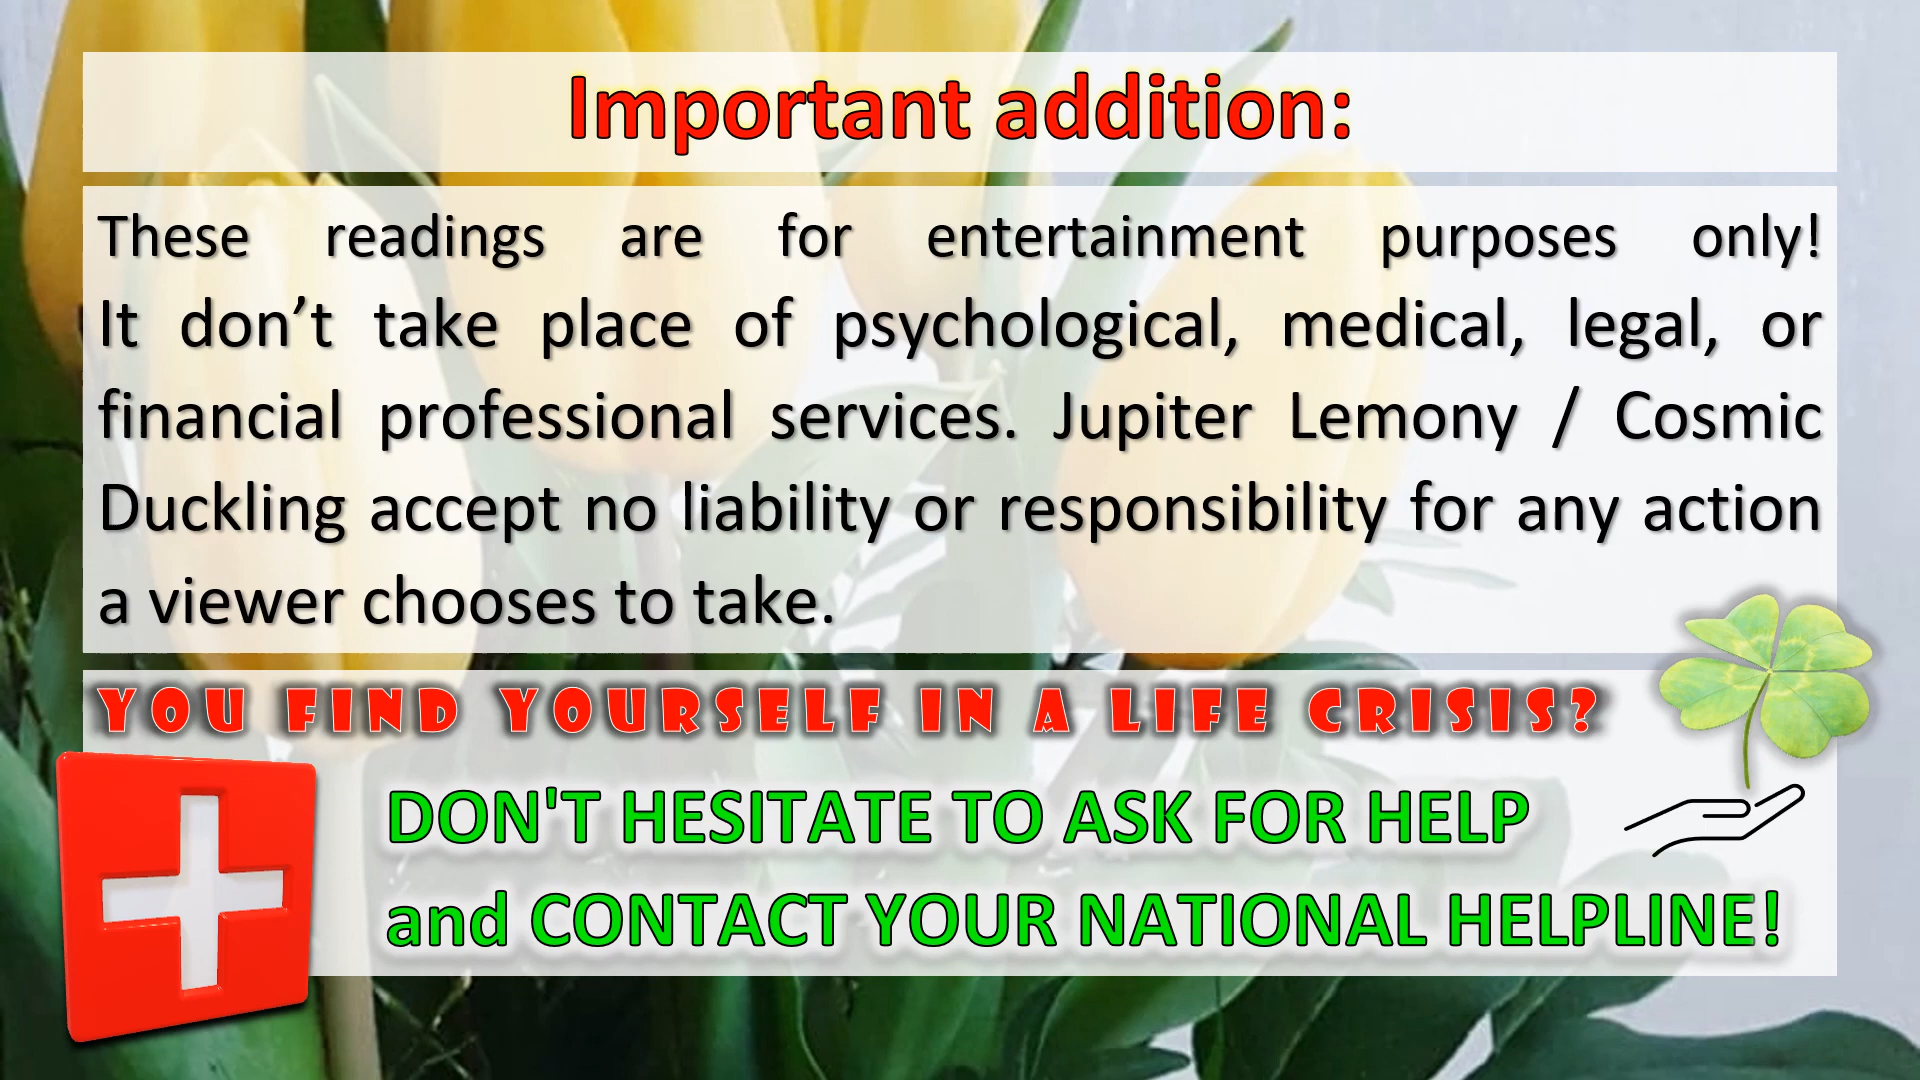 Important addition:
These readings are for entertainment purposes only!
It don’t take place of psychological, medical, legal, or
financial professional services. Jupiter Lemony / Cosmic
Duckling accept no liability or responsibility for any action
a viewer chooses to take.
YOU FIND YOURSELF IN A LIFE CRISIS?
DON'T HESITATE TO ASK FOR HELP
and CONTACT YOUR NATIONAL HELPLINE!